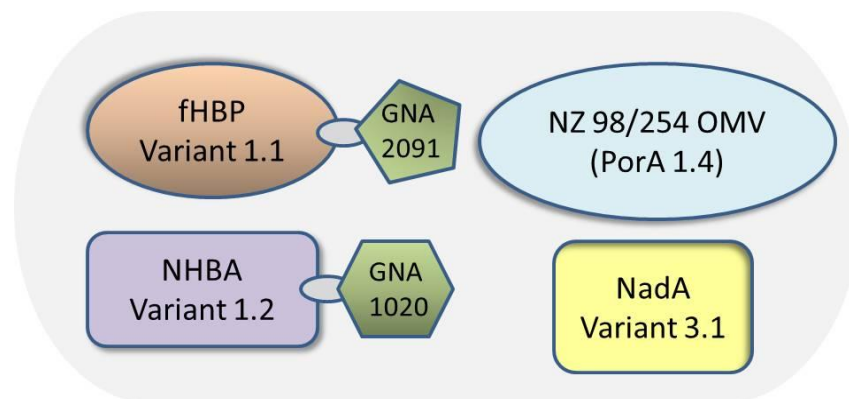 fHBP
Variant 1.1
GNA
2091
NZ 98/254 OMV
(PorA 1.4)
NHBA
Variant 1.2
GNA
1020
NadA
Variant 3.1